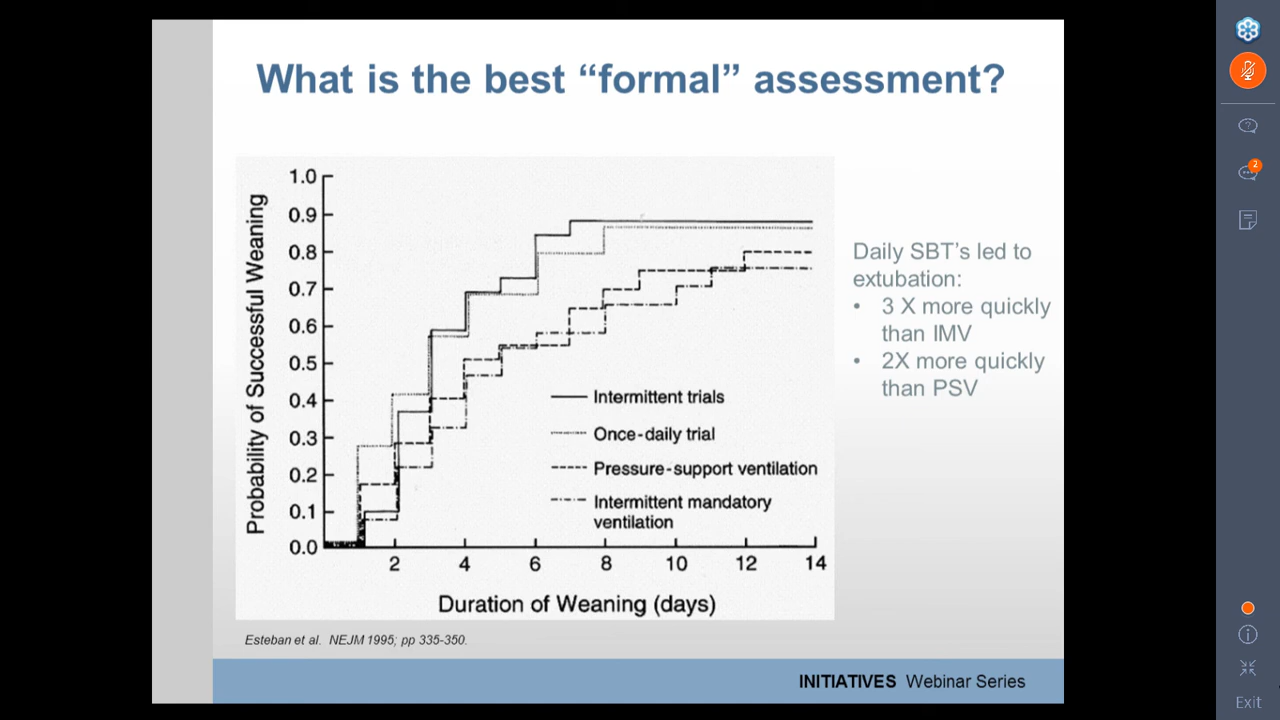 What is the best “formal” assessment?
Probability of Successful Weaning
1.0
0.9
0.8
0.7
0.6
0.5
0.4
0.3
0.2
0.1
0.0
2 4 6 8 10 12 14
Duration of Weaning (days)
Intermittent trials
Once-daily trial
Pressure-support ventilation
Intermittent mandatory
ventilation
Daily SBT’s led to
extubation:
• 3 X more quickly
than IMV
• 2X more quickly
than PSV
Esteban et al. NEJM 1995; pp 335-350.
INITIATIVES Webinar Series
?
2
Exit